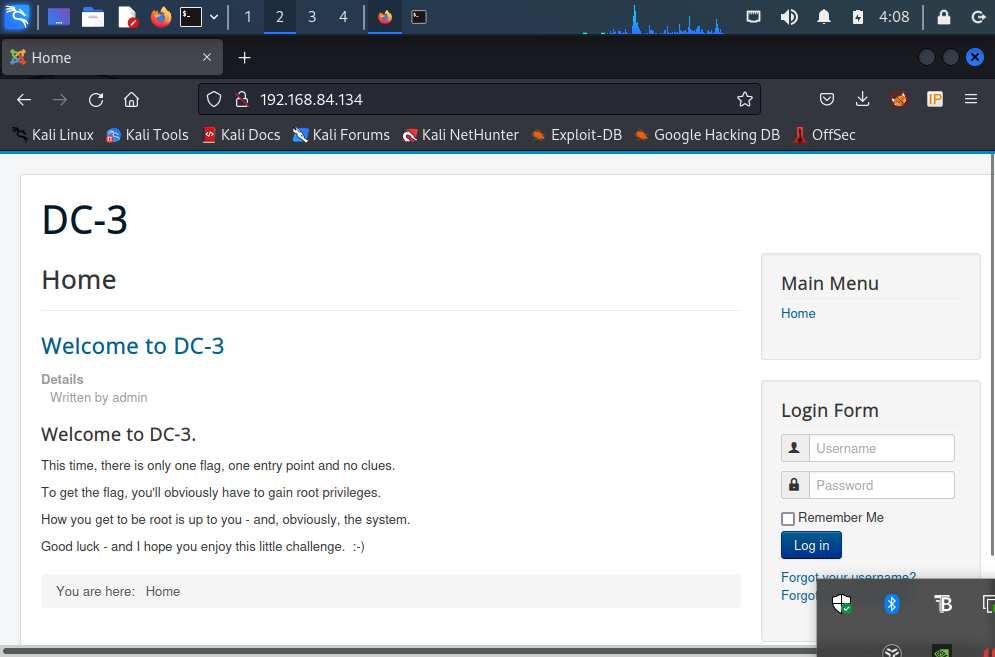 1 2 3 4 4:08
Home
192.168.84.134 IP
Kali Linux Kali Tools Kali Docs Kali Forums Kali NetHunter Exploit-DB Google Hacking DB OffSec
DC-3
Home
Welcome to DC-3
Details
Written by admin
Welcome to DC-3.
This time, there is only one flag, one entry point and no clues.
To get the flag, you'll obviously have to gain root privileges.
How you get to be root is up to you - and, obviously, the system.
Good luck - and I hope you enjoy this little challenge. :-)
You are here: Home
Main Menu
Home
Login Form
Username
Password
Remember Me
Log in
Forgot your username?
Forgot